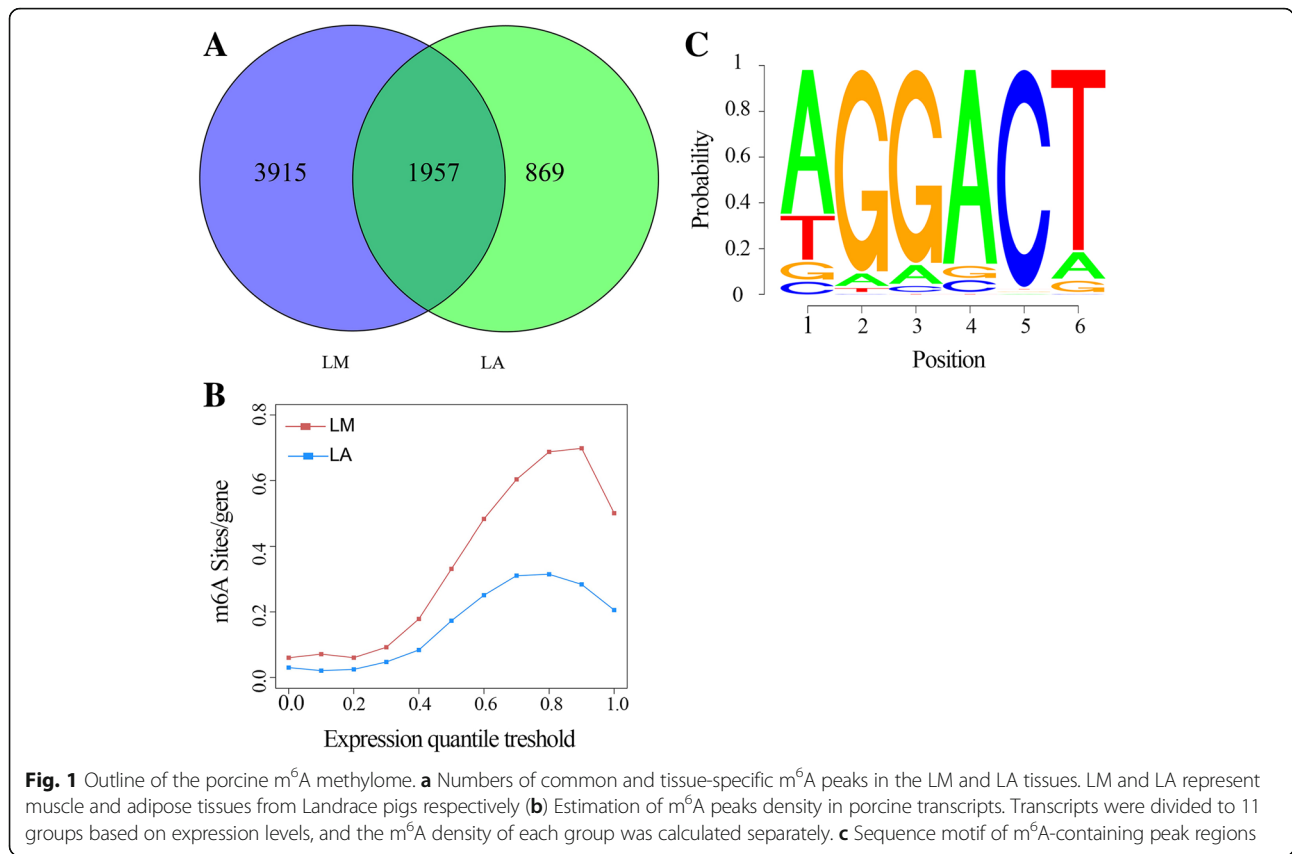 A
3915
1957
869
LM
LA
C
Probability
1
0.8
0.6
0.4
0.2
0
A G G A C T
T A A G A
G T C C G
C
1 2 3 4 5 6
Position
B
m6A Sites/gene
0.8
0.6
0.4
0.2
0.0
LM
LA
0.0 0.2 0.4 0.6 0.8 1.0
Expression quantile treshold
Fig. 1 Outline of the porcine m⁶A methylome. a Numbers of common and tissue-specific m⁶A peaks in the LM and LA tissues. LM and LA represent
muscle and adipose tissues from Landrace pigs respectively (b) Estimation of m⁶A peaks density in porcine transcripts. Transcripts were divided to 11
groups based on expression levels, and the m⁶A density of each group was calculated separately. c Sequence motif of m⁶A-containing peak regions